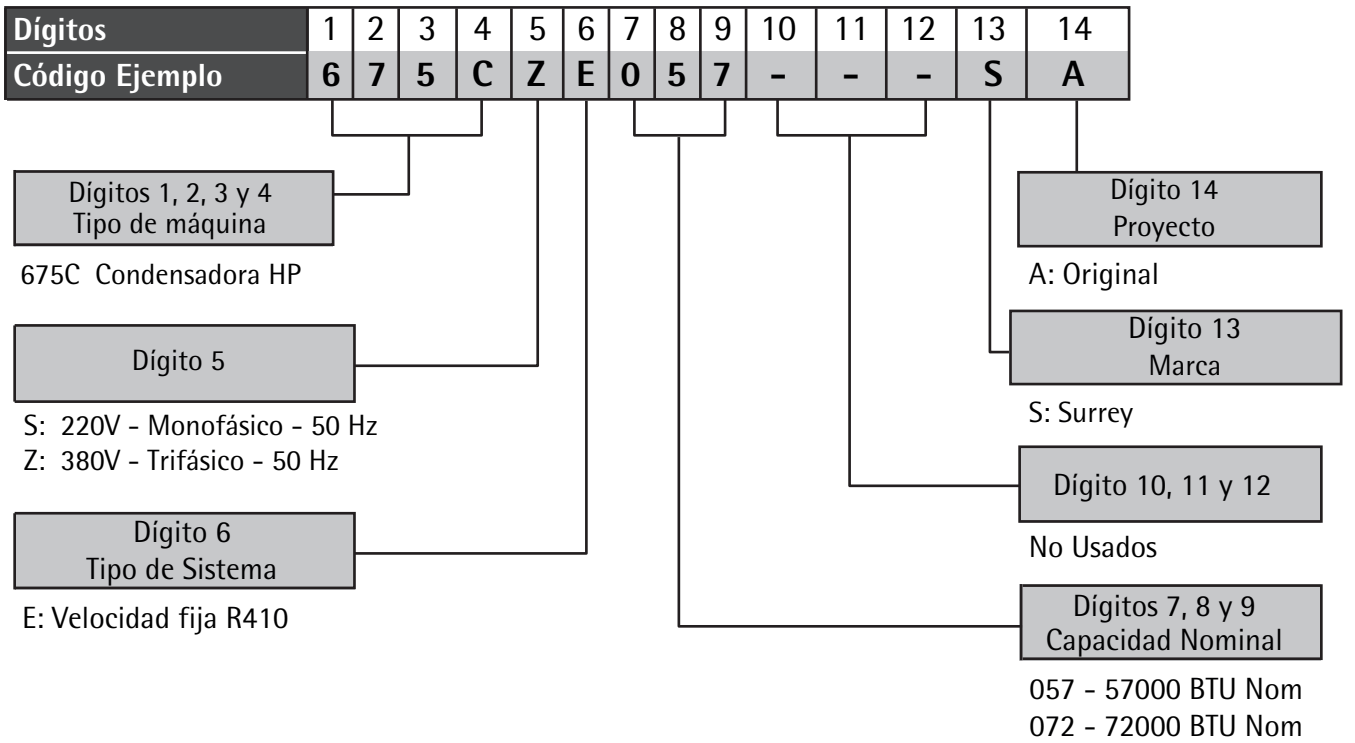 Dígitos 1 2 3 4 5 6 7 8 9 10 11 12 13 14
Código Ejemplo 6 7 5 C Z E 0 5 7 - - - S A
Dígitos 1, 2, 3 y 4
Tipo de máquina
675C Condensadora HP
Dígito 5
S: 220V - Monofásico - 50 Hz
Z: 380V - Trifásico - 50 Hz
Dígito 6
Tipo de Sistema
E: Velocidad fija R410
Dígito 14
Proyecto
A: Original
Dígito 13
Marca
S: Surrey
Dígito 10, 11 y 12
No Usados
Dígitos 7, 8 y 9
Capacidad Nominal
057 - 57000 BTU Nom
072 - 72000 BTU Nom